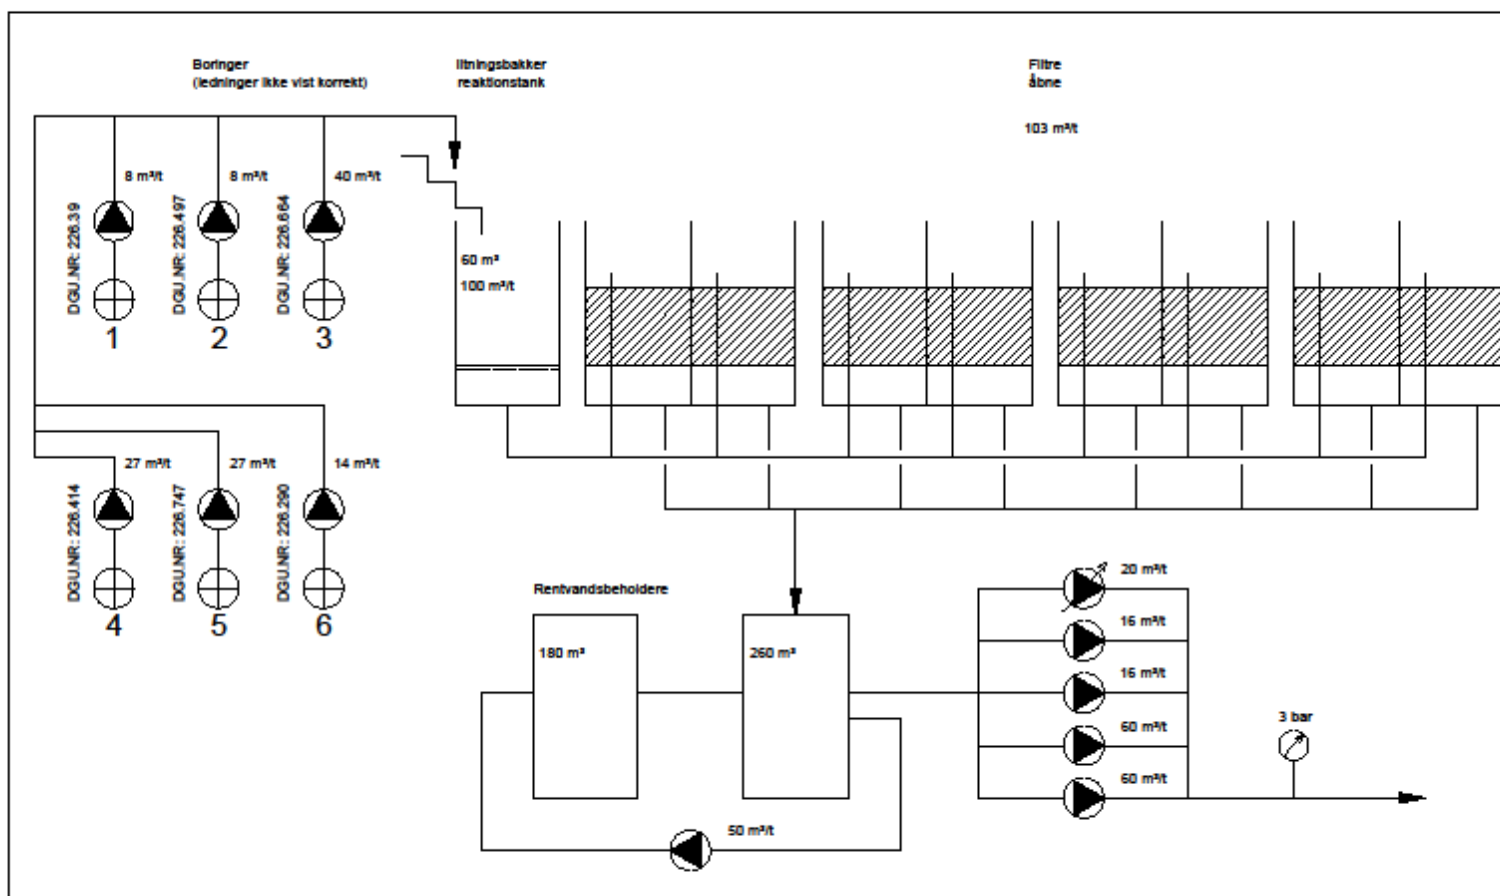 Boringer
(ledninger ikke vist korrekt)
Iltningsbakker
reaktionstank
Filtre
åbne
103 m³/t
8 m³/t
8 m³/t
40 m³/t
DGU.NR: 226.39
DGU.NR: 226.497
DGU.NR: 226.664
1
2
3
60 m³
100 m³/t
27 m³/t
27 m³/t
14 m³/t
DGU.NR: 226.414
DGU.NR: 226.747
DGU.NR: 226.290
4
5
6
Rentvandsbeholdere
180 m³
260 m³
50 m³/t
20 m³/t
16 m³/t
16 m³/t
60 m³/t
60 m³/t
3 bar